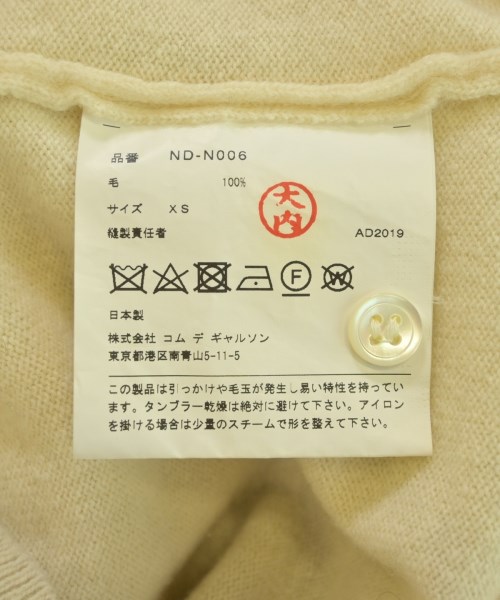 品番 ND-N006
毛 100%
サイズ XS
大内
縫製責任者 AD2019
F W
日本製
株式会社 コム デ ギャルソン
東京都港区南青山5-11-5
この製品は引っかけや毛玉が発生し易い特性を持ってい
ます。タンブラー乾燥は絶対に避けて下さい。アイロン
を掛ける場合は少量のスチームで形を整えて下さい。